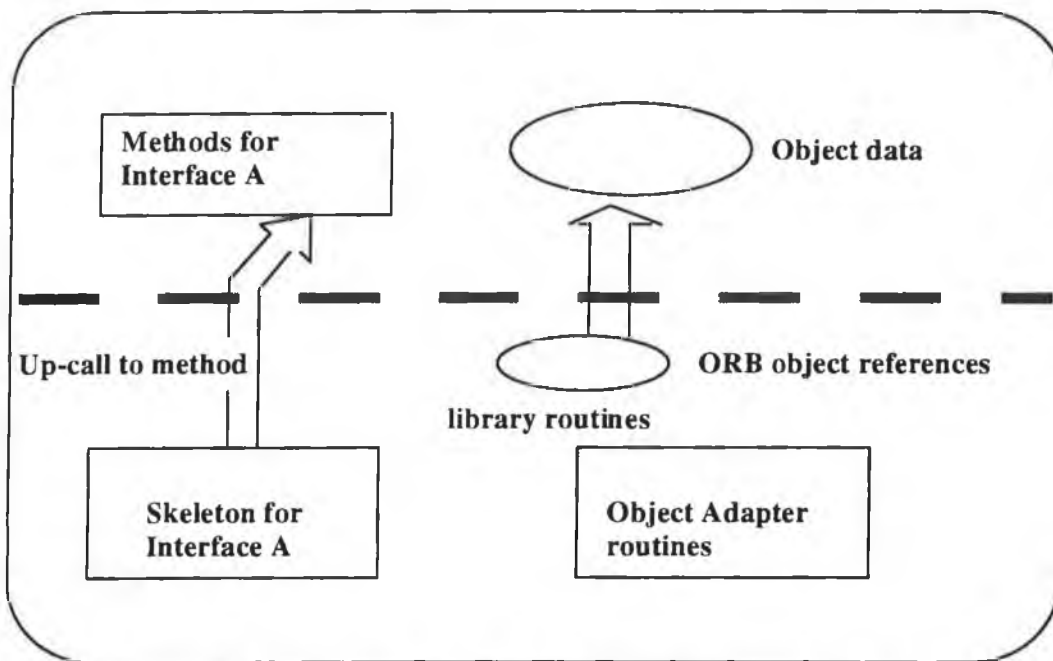 Methods for
Interface A
Object data
Up-call to method
ORB object references
library routines
Skeleton for
Interface A
Object Adapter
routines